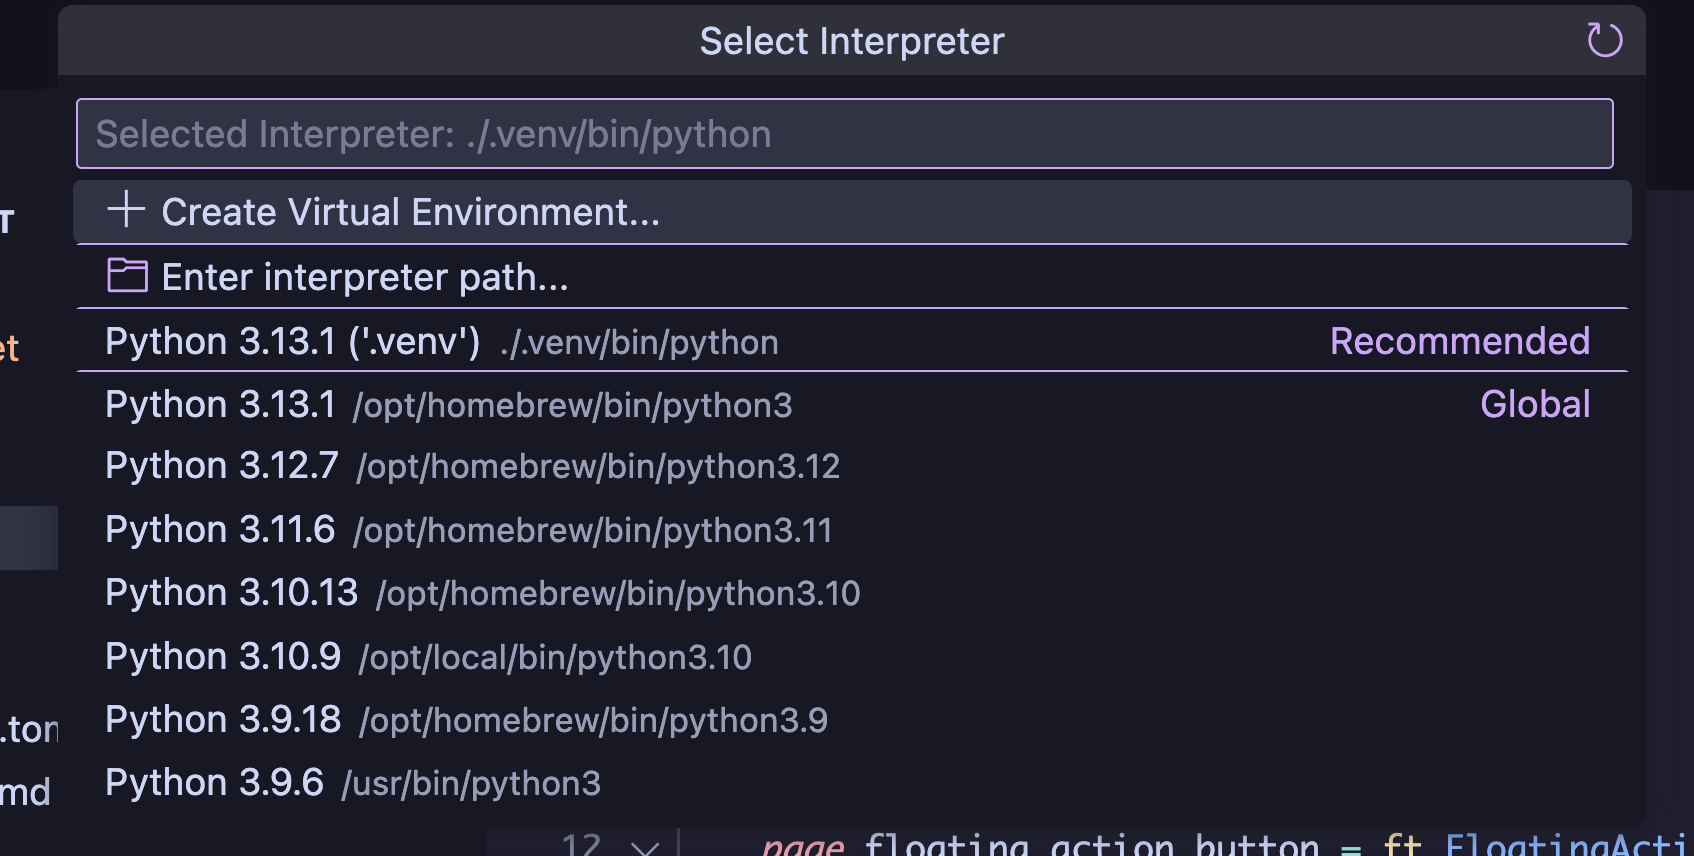 Select Interpreter
Selected Interpreter: ./.venv/bin/python
Create Virtual Environment...
Enter interpreter path...
Python 3.13.1 ('.venv') ./.venv/bin/python Recommended
Python 3.13.1 /opt/homebrew/bin/python3 Global
Python 3.12.7 /opt/homebrew/bin/python3.12
Python 3.11.6 /opt/homebrew/bin/python3.11
Python 3.10.13 /opt/homebrew/bin/python3.10
Python 3.10.9 /opt/local/bin/python3.10
Python 3.9.18 /opt/homebrew/bin/python3.9
Python 3.9.6 /usr/bin/python3
T
et
.tom
md
12 page floating_action_button = ft FloatingActi